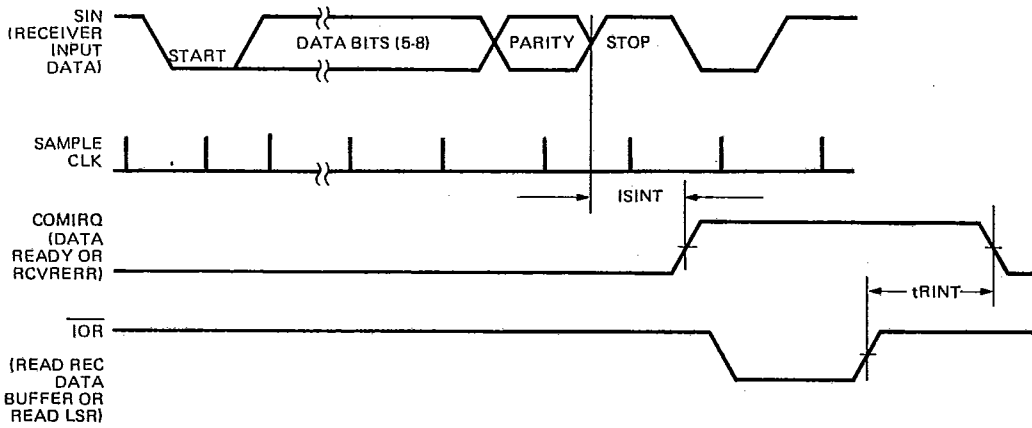 SIN
(RECEIVER
INPUT
DATA)
START
DATA BITS (5-8)
PARITY
STOP
SAMPLE
CLK
ISINT
COMIRQ
(DATA
READY OR
RCVRERR)
tRINT
IOR
(READ REC
DATA
BUFFER OR
READ LSR)